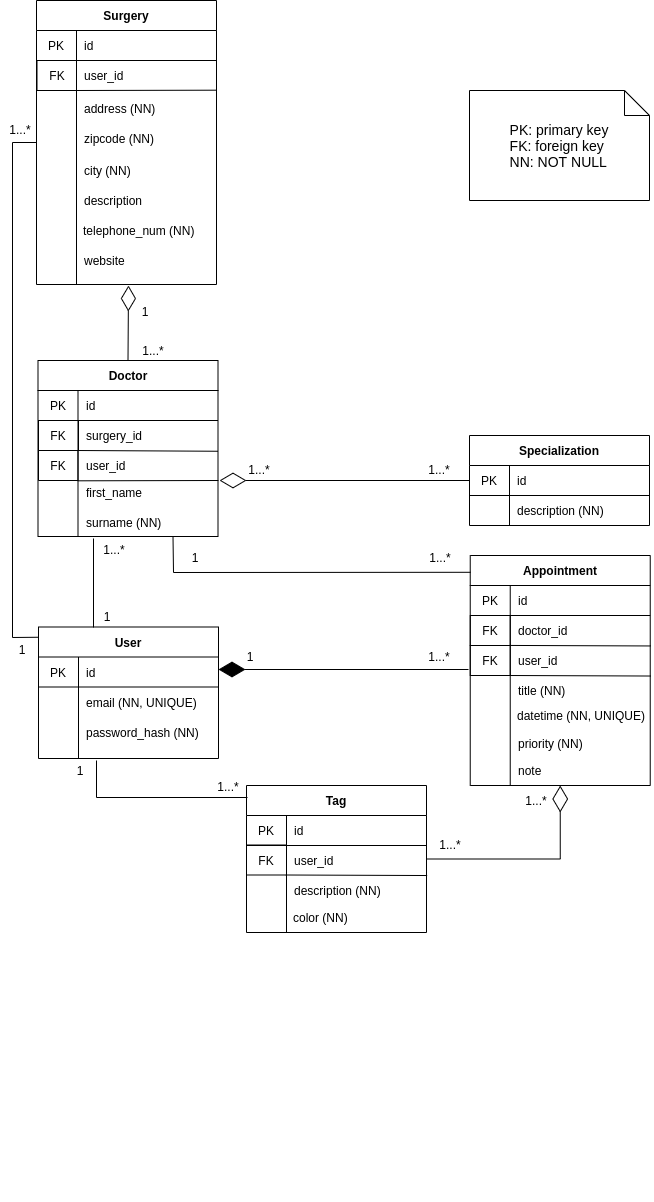 Surgery
PK id
FK user_id
address (NN)
zipcode (NN)
city (NN)
description
telephone_num (NN)
website
PK: primary key
FK: foreign key
NN: NOT NULL
1...*
1
1...*
Doctor
PK id
FK surgery_id
FK user_id
first_name
surname (NN)
1...*
1...*
Specialization
PK id
description (NN)
1...*
1
1...*
1
1
Appointment
PK id
FK doctor_id
FK user_id
title (NN)
datetime (NN, UNIQUE)
priority (NN)
note
User
PK id
email (NN, UNIQUE)
password_hash (NN)
1
1...*
1
1...*
1...*
1...*
Tag
PK id
FK user_id
description (NN)
color (NN)